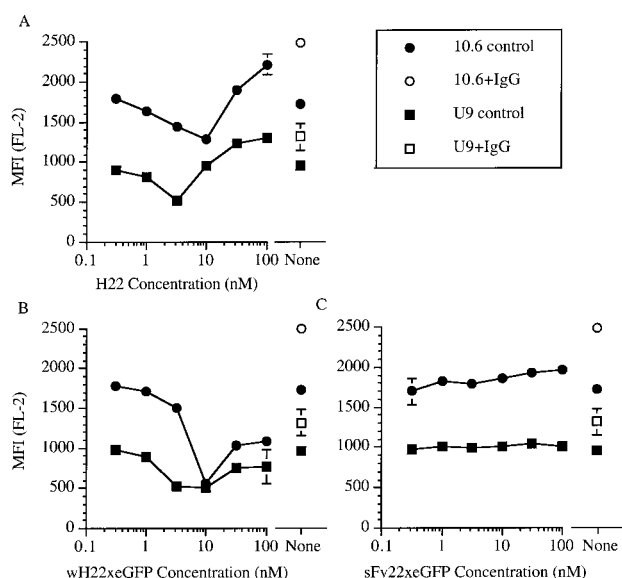 A
2500
2000
1500
1000
500
0
MFI (FL-2)
0.1 1 10 100 None
H22 Concentration (nM)
10.6 control
10.6+IgG
U9 control
U9+IgG
B
2500
2000
1500
1000
500
0
MFI (FL-2)
0.1 1 10 100 None
wH22xeGFP Concentration (nM)
C
2500
2000
1500
1000
500
0
0.1 1 10 100 None
sFv22xeGFP Concentration (nM)